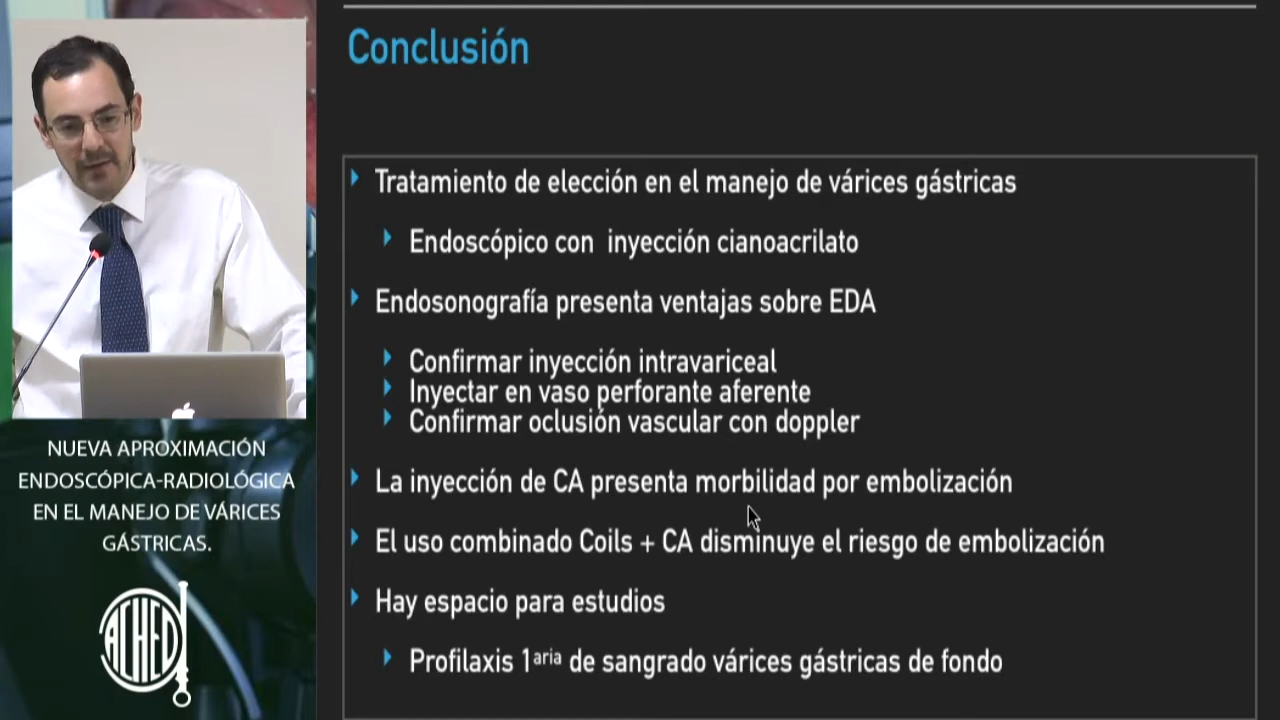 Conclusión
Tratamiento de elección en el manejo de várices gástricas
Endoscópico con inyección cianoacrilato
Endosonografía presenta ventajas sobre EDA
Confirmar inyección intravariceal
Inyectar en vaso perforante aferente
Confirmar oclusión vascular con doppler
La inyección de CA presenta morbilidad por embolización
El uso combinado Coils + CA disminuye el riesgo de embolización
Hay espacio para estudios
Profilaxis 1aria de sangrado várices gástricas de fondo
NUEVA APROXIMACIÓN
ENDOSCÓPICA-RADIOLÓGICA
EN EL MANEJO DE VÁRICES
GÁSTRICAS.
ACHED